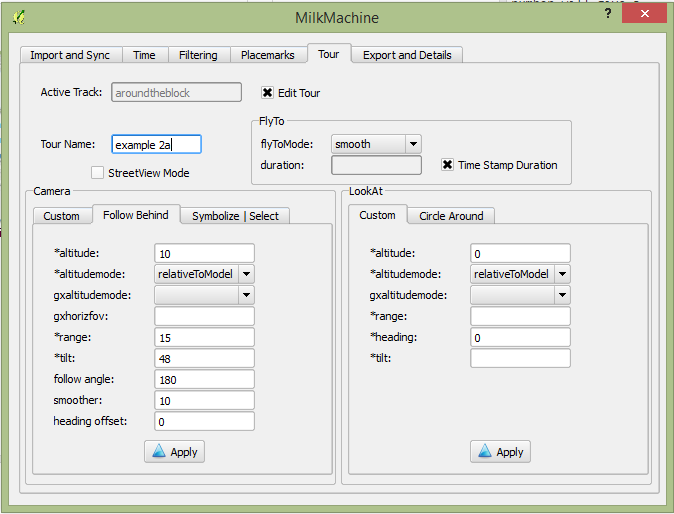 MilkMachine
?
Import and Sync Time Filtering Placemarks Tour Export and Details
Active Track: aroundtheblock Edit Tour
FlyTo
Tour Name: example 2a flyToMode: smooth
duration: Time Stamp Duration
StreetView Mode
Camera
Custom Follow Behind Symbolize | Select
*altitude: 10
*altitudemode: relativeToModel
gxaltitudemode:
gxhorizfov:
*range: 15
*tilt: 48
follow angle: 180
smoother: 10
heading offset: 0
Apply
LookAt
Custom Circle Around
*altitude: 0
*altitudemode: relativeToModel
gxaltitudemode:
*range:
*heading: 0
*tilt:
Apply